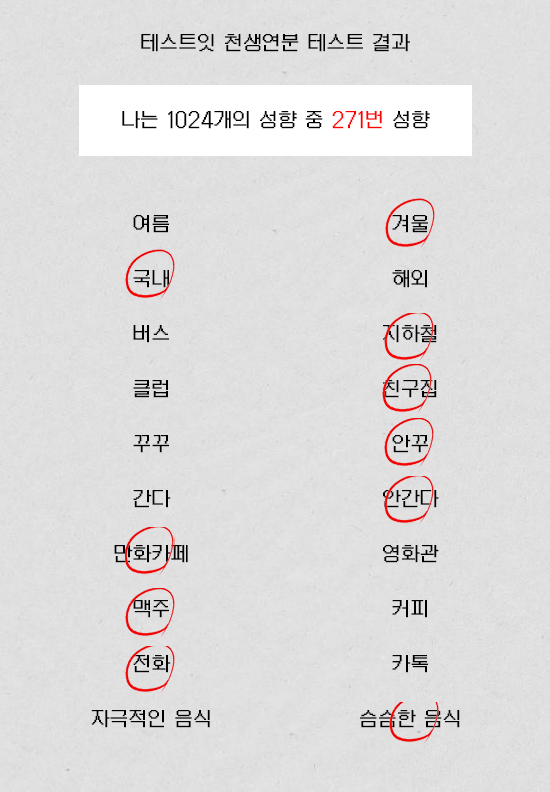 테스트잇 천생연분 테스트 결과
나는 1024개의 성향 중 271번 성향
여름 겨울
국내 해외
버스 지하철
클럽 친구집
꾸꾸 안꾸
간다 안간다
만화카페 영화관
맥주 커피
전화 카톡
자극적인 음식 슴슴한 음식